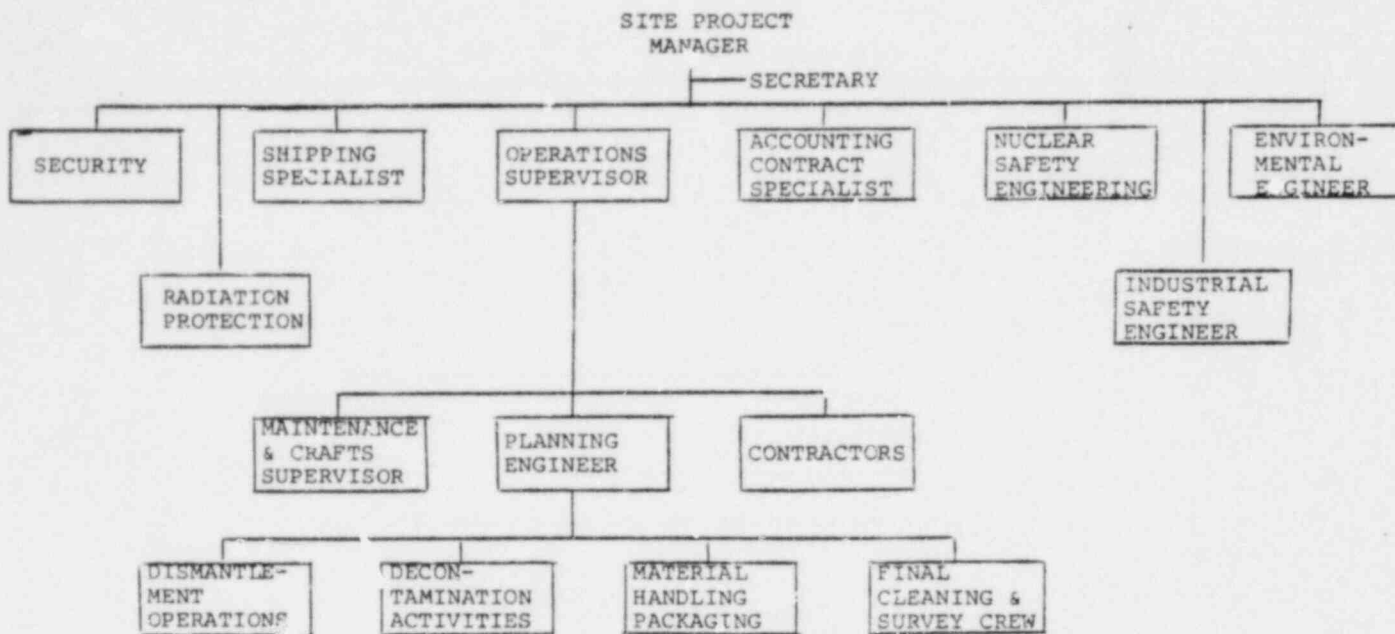 SITE PROJECT
MANAGER
SECRETARY
SECURITY
SHIPPING
SPECIALIST
OPERATIONS
SUPERVISOR
ACCOUNTING
CONTRACT
SPECIALIST
NUCLEAR
SAFETY
ENGINEERING
ENVIRON-
MENTAL
E GINEER
RADIATION
PROTECTION
INDUSTRIAL
SAFETY
ENGINEER
MAINTENANCE
& CRAFTS
SUPERVISOR
PLANNING
ENGINEER
CONTRACTORS
DISMANTLE-
MENT
OPERATIONS
DECON-
TAMINATION
ACTIVITIES
MATERIAL
HANDLING
PACKAGING
FINAL
CLEANING &
SURVEY CREW